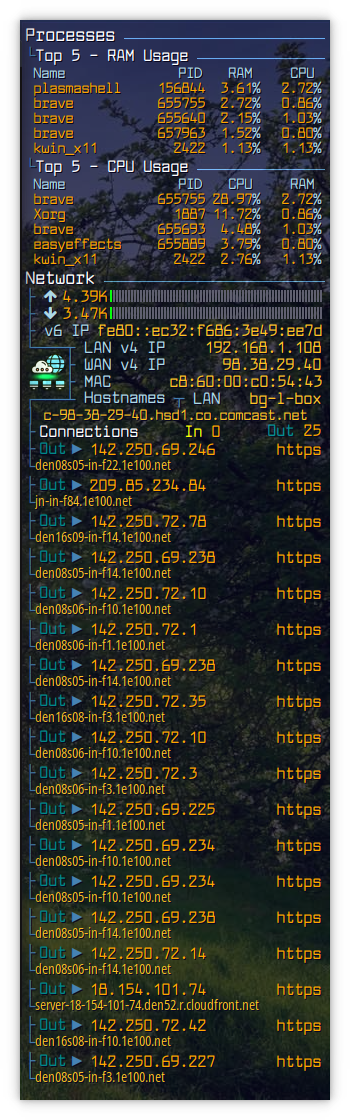 Processes
Top 5 - RAM Usage
Name PID RAM CPU
plasmashell 156844 3.61% 2.72%
brave 655755 2.72% 0.86%
brave 655640 2.15% 1.03%
brave 657963 1.52% 0.80%
kwin_x11 2422 1.13% 1.13%
Top 5 - CPU Usage
Name PID CPU RAM
brave 655755 28.97% 2.72%
Xorg 1887 11.72% 0.86%
brave 655693 4.48% 1.03%
easyeffects 655889 3.79% 0.80%
kwin_x11 2422 2.76% 1.13%
Network
4.39K
3.47K
v6 IP fe80::ec32:f686:3e49:ee7d
LAN v4 IP 192.168.1.108
WAN v4 IP 98.38.29.40
MAC c8:60:00:c0:54:43
Hostnames LAN bg-l-box
c-98-38-29-40.hsd1.co.comcast.net
Connections In 0 Out 25
Out ▶ 142.250.69.246 https
den08s05-in-f22.1e100.net
Out ▶ 209.85.234.84 https
jn-in-f84.1e100.net
Out ▶ 142.250.72.78 https
den16s09-in-f14.1e100.net
Out ▶ 142.250.69.238 https
den08s05-in-f14.1e100.net
Out ▶ 142.250.72.10 https
den08s06-in-f10.1e100.net
Out ▶ 142.250.72.1 https
den08s06-in-f1.1e100.net
Out ▶ 142.250.69.238 https
den08s05-in-f14.1e100.net
Out ▶ 142.250.72.35 https
den16s08-in-f3.1e100.net
Out ▶ 142.250.72.10 https
den08s06-in-f10.1e100.net
Out ▶ 142.250.72.3 https
den08s06-in-f3.1e100.net
Out ▶ 142.250.69.225 https
den08s05-in-f1.1e100.net
Out ▶ 142.250.69.234 https
den08s05-in-f10.1e100.net
Out ▶ 142.250.69.234 https
den08s05-in-f10.1e100.net
Out ▶ 142.250.69.238 https
den08s05-in-f14.1e100.net
Out ▶ 142.250.72.14 https
den08s06-in-f14.1e100.net
Out ▶ 18.154.101.74 https
server-18-154-101-74.den52.r.cloudfront.net
Out ▶ 142.250.72.42 https
den16s08-in-f10.1e100.net
Out ▶ 142.250.69.227 https
den08s05-in-f3.1e100.net